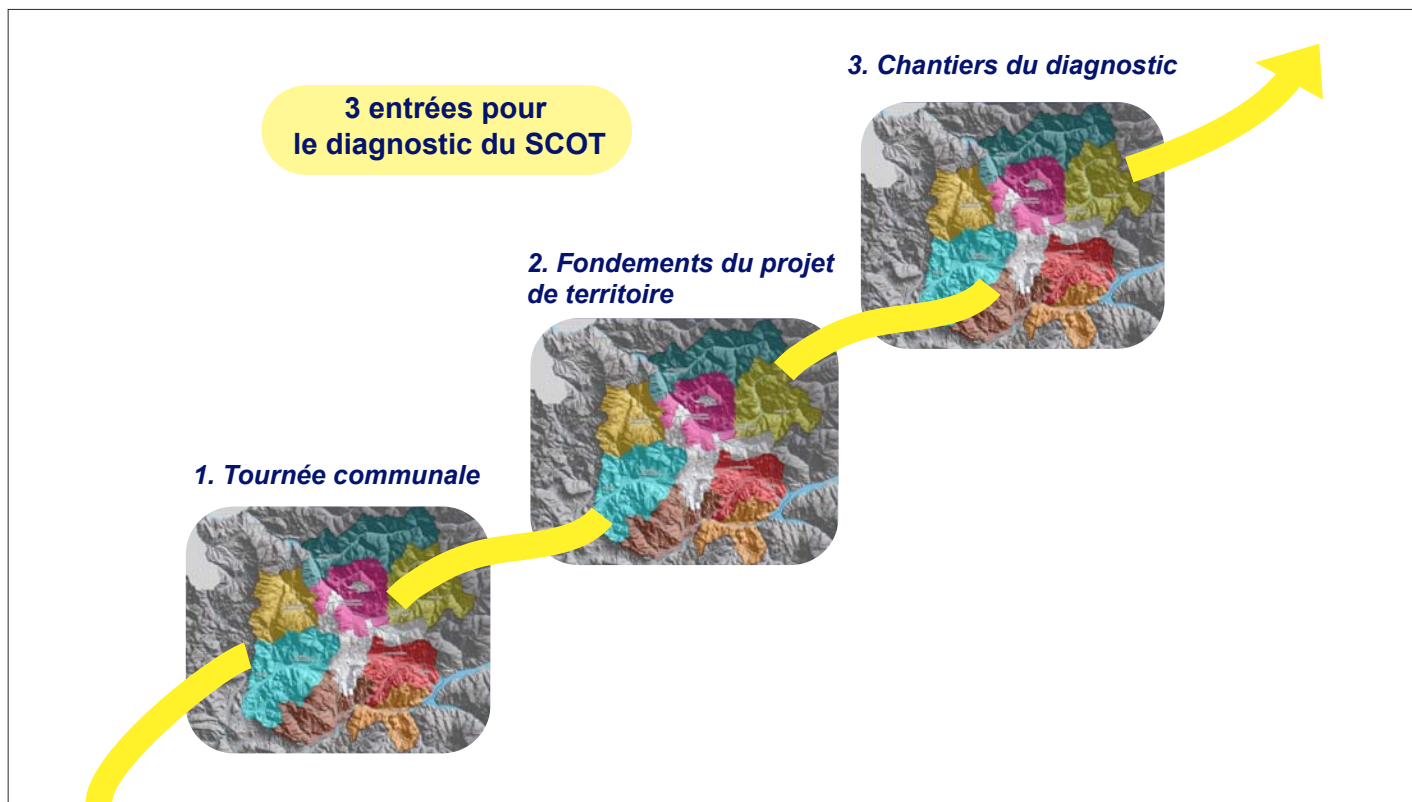 3 entrées pour
le diagnostic du SCOT
1. Tournée communale
2. Fondements du projet
de territoire
3. Chantiers du diagnostic